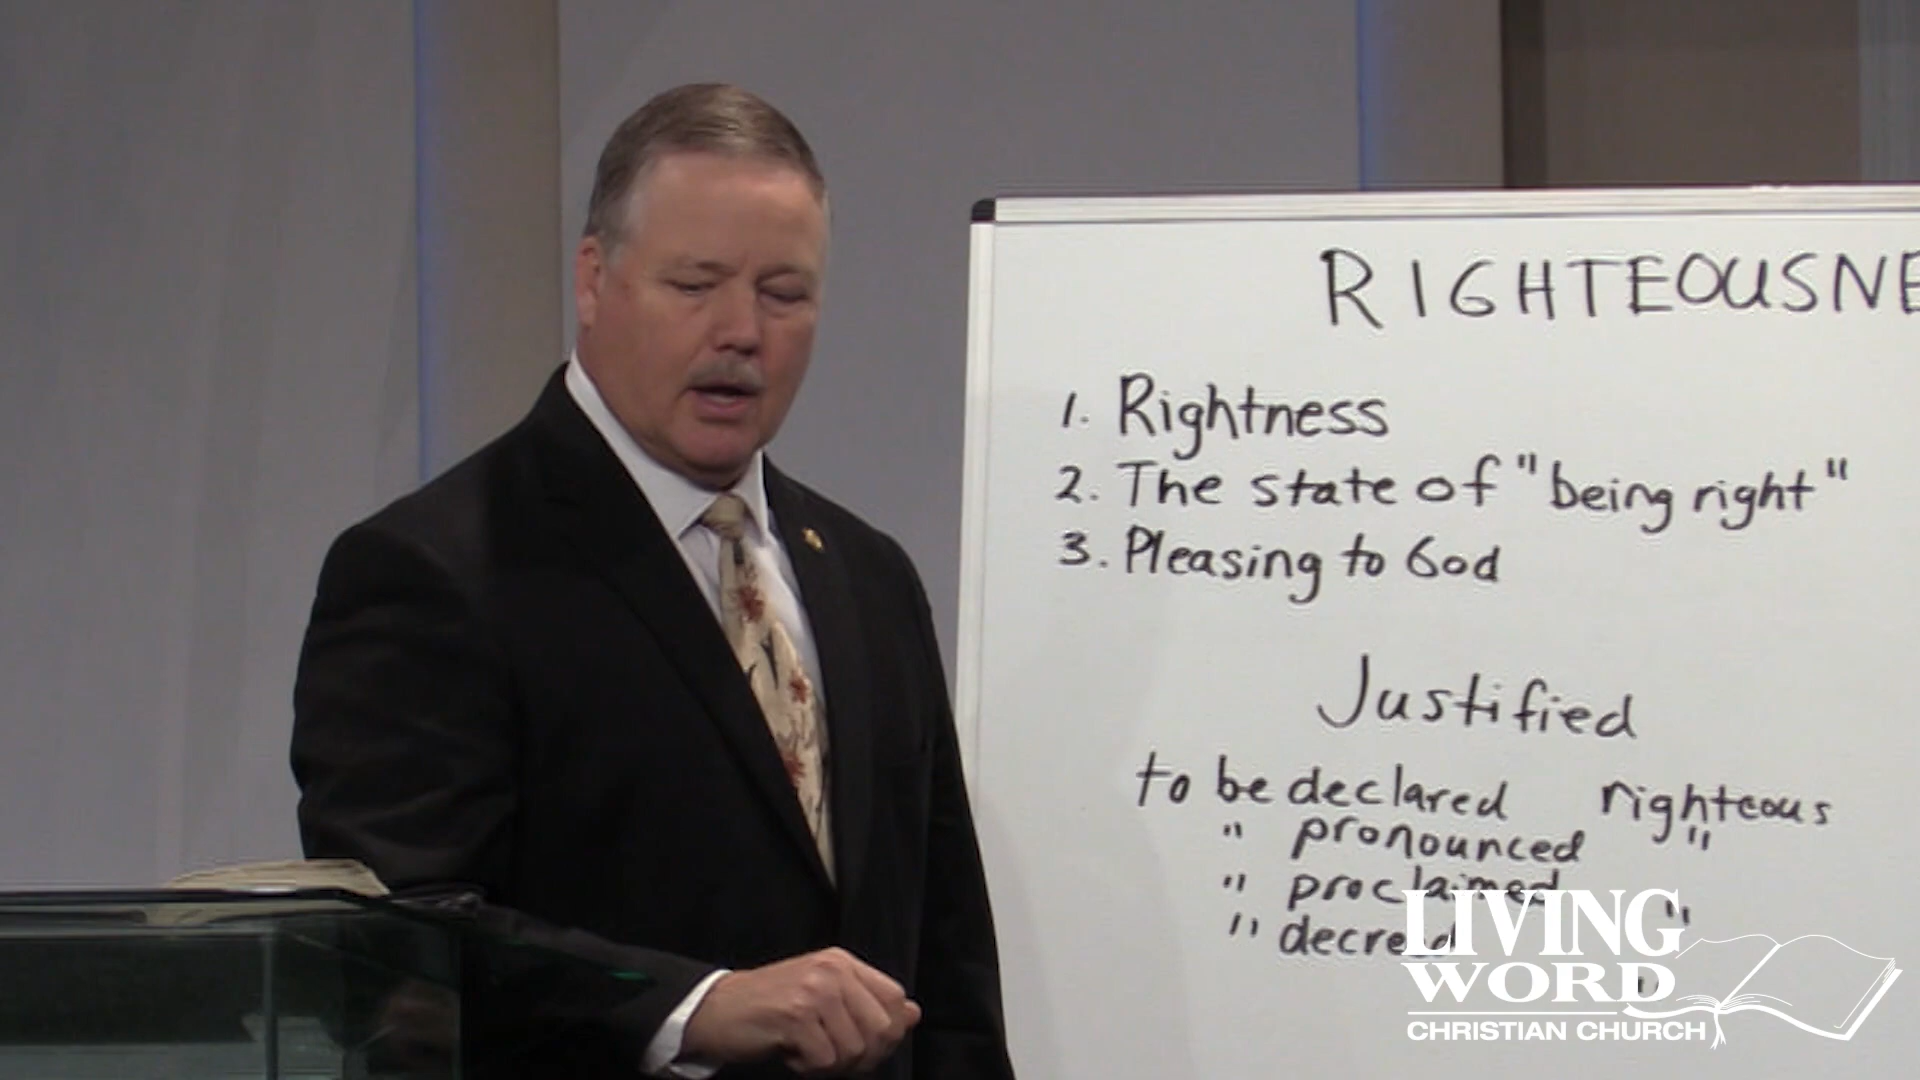 RIGHTEOUSNE
1. Rightness
2. The state of "being right"
3. Pleasing to God
Justified
to be declared righteous
" pronounced "
" proclaimed "
" decreed "
LIVING
WORD
CHRISTIAN CHURCH